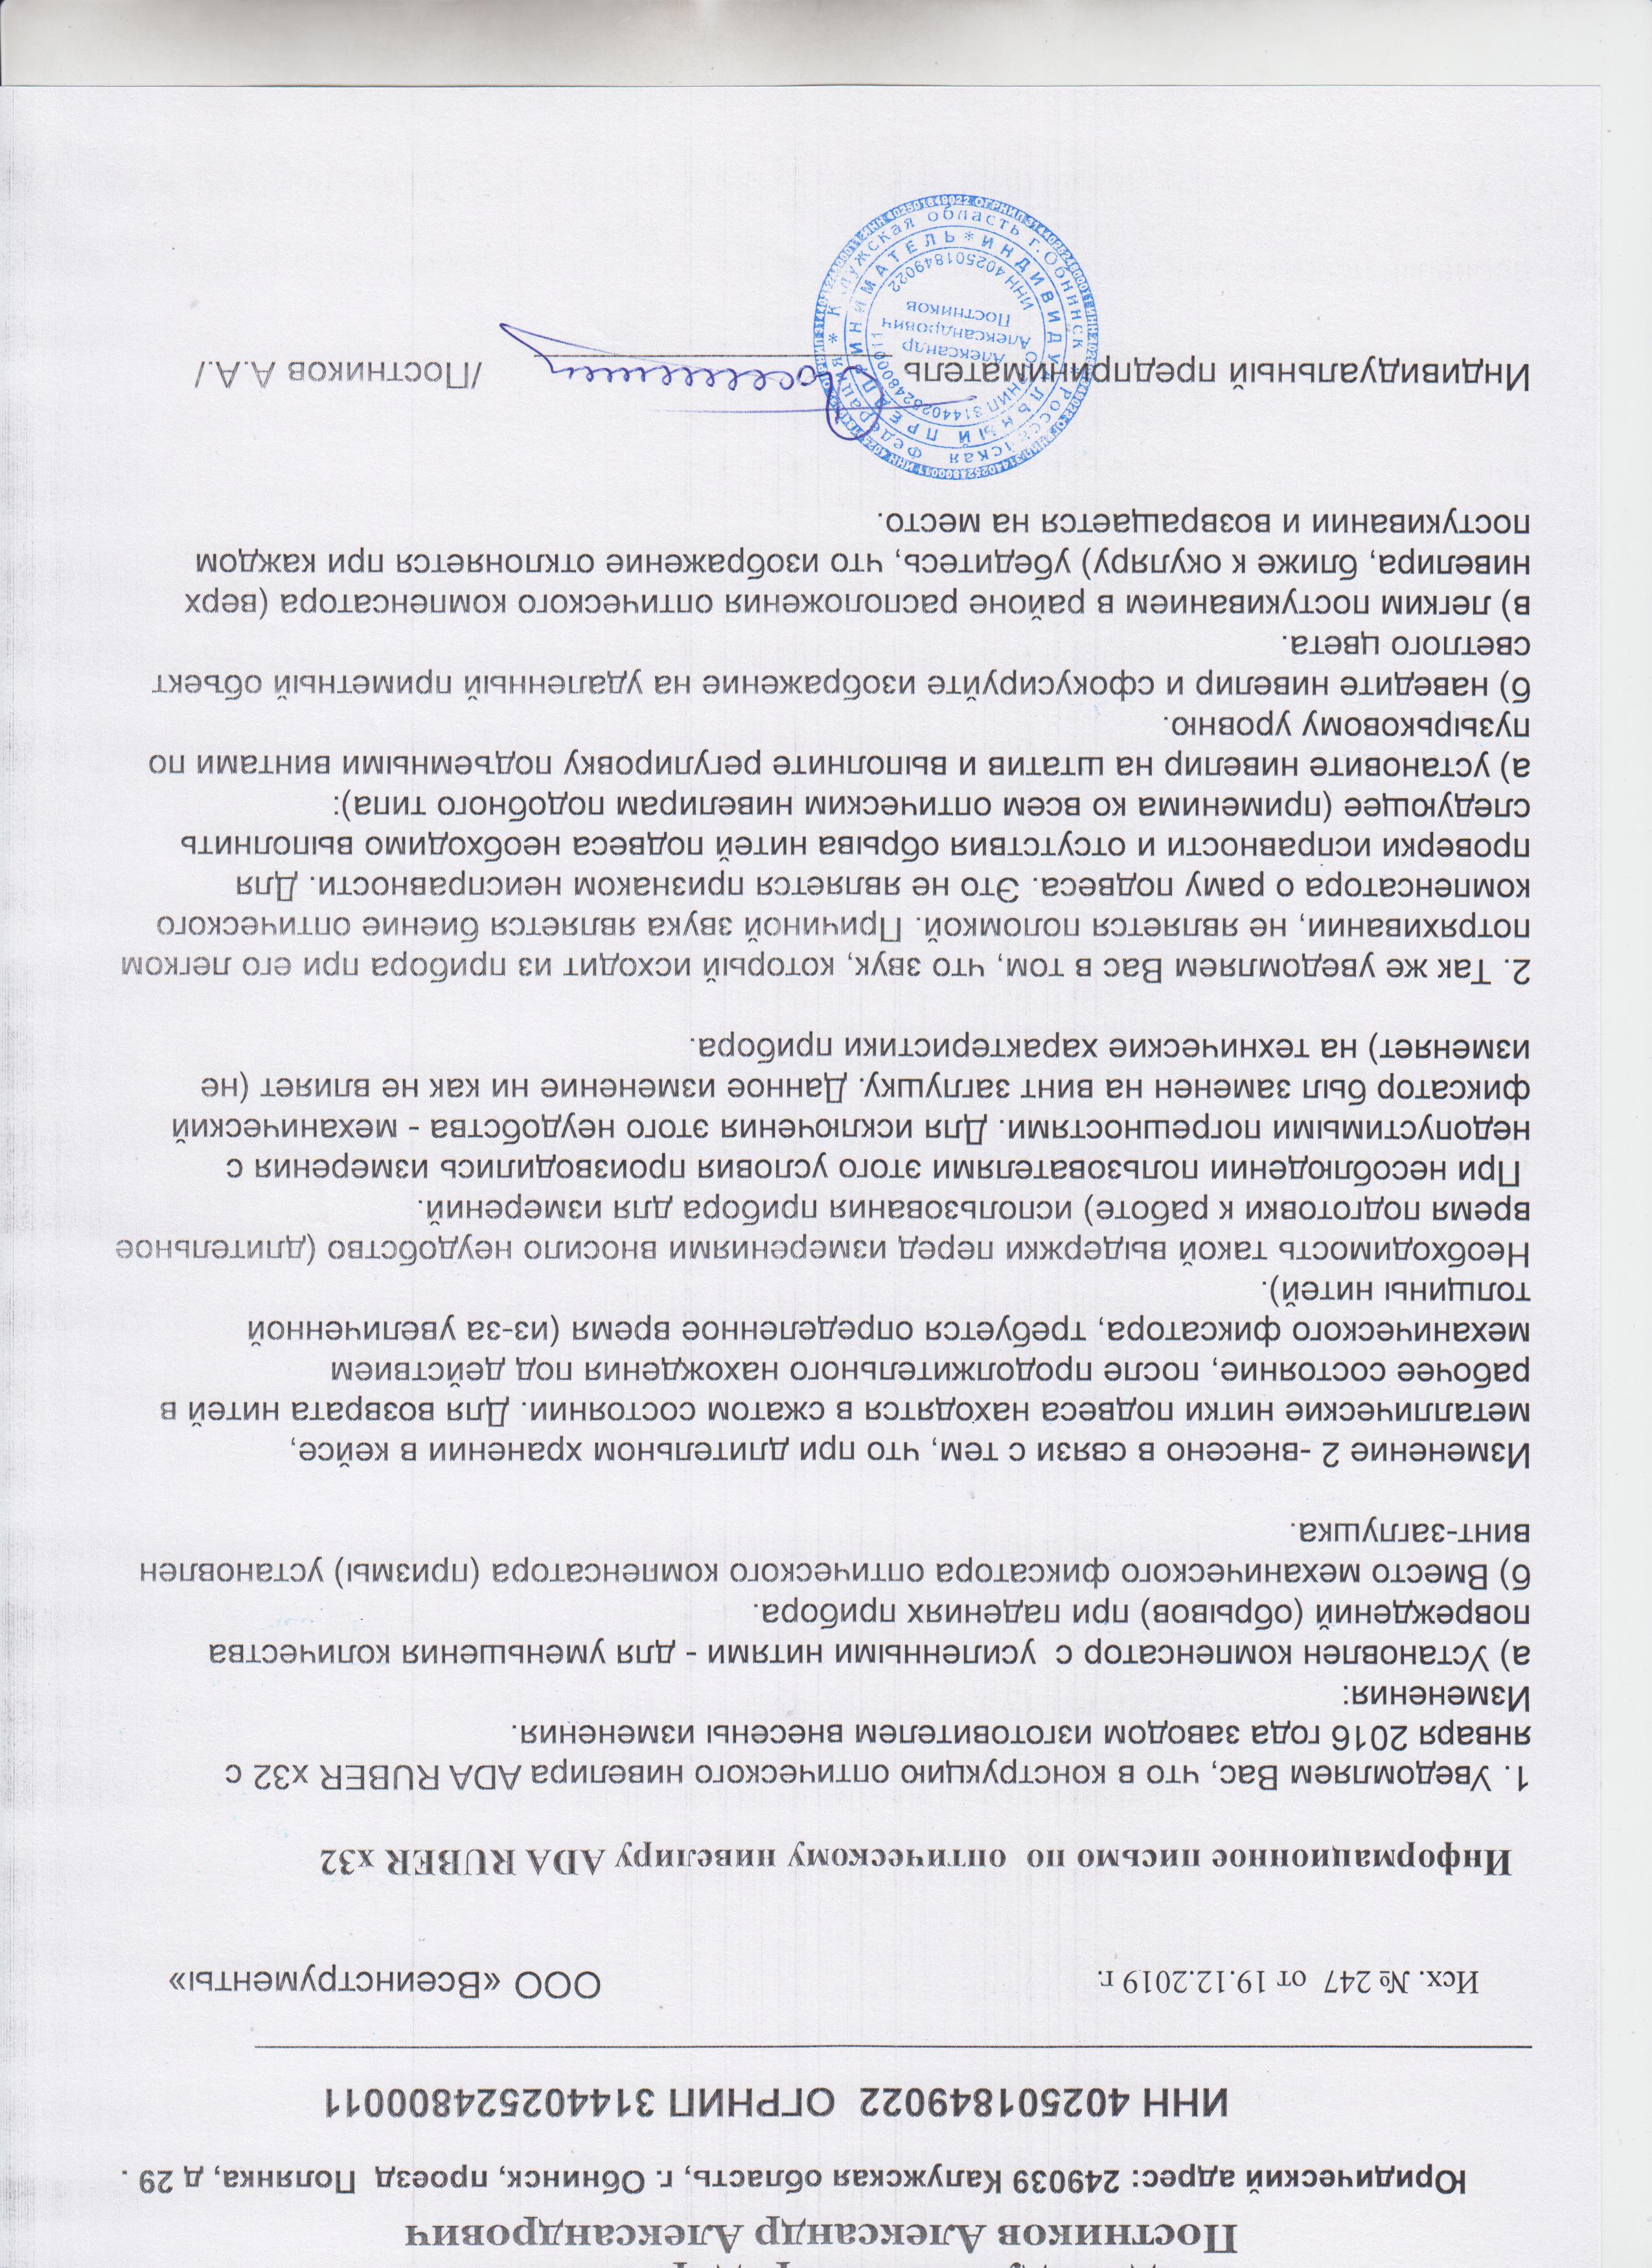 Постников Александр Александрович
Юридический адрес: 249039 Калужская область, г. Обнинск, проезд  Полянка, д 29 .
ИНН 402501849022  ОГРНИП 314402524800011
Исх. № 247  от 19.12.2019 г.
ООО «Всеинструменты»
Информационное письмо по  оптическому нивелиру ADA RUBER x32
1. Уведомляем Вас, что в конструкцию оптического нивелира ADA RUBER x32 с
января 2016 года заводом изготовителем внесены изменения.
Изменения:
а) Установлен компенсатор с  усиленными нитями - для уменьшения количества
повреждений (обрывов) при падениях прибора.
б) Вместо механического фиксатора оптического компенсатора (призмы) установлен
винт-заглушка.
Изменение 2 -внесено в связи с тем, что при длительном хранении в кейсе,
металлические нитки подвеса находятся в сжатом состоянии. Для возврата нитей в
рабочее состояние, после продолжительного нахождения под действием
механического фиксатора, требуется определенное время (из-за увеличенной
толщины нитей).
Необходимость такой выдержки перед измерениями вносило неудобство (длительное
время подготовки к работе) использования прибора для измерений.
При несоблюдении пользователями этого условия производились измерения с
недопустимыми погрешностями. Для исключения этого неудобства - механический
фиксатор был заменен на винт заглушку. Данное изменение ни как не влияет (не
изменяет) на технические характеристики прибора.
2. Так же уведомляем Вас в том, что звук, который исходит из прибора при его легком
потряхивании, не является поломкой. Причиной звука является биение оптического
компенсатора о раму подвеса. Это не является признаком неисправности. Для
проверки исправности и отсутствия обрыва нитей подвеса необходимо выполнить
следующее (применима ко всем оптическим нивелирам подобного типа):
а) установите нивелир на штатив и выполните регулировку подъемными винтами по
пузырьковому уровню.
б) наведите нивелир и сфокусируйте изображение на удаленный приметный объект
светлого цвета.
в) легким постукиванием в районе расположения оптического компенсатора (верх
нивелира, ближе к окуляру) убедитесь, что изображение отклоняется при каждом
постукивании и возвращается на место.
Индивидуальный предприниматель
/Постников А.А./
Российская Федерация * Калужская область г.Обнинск
ИНДИВИДУАЛЬНЫЙ ПРЕДПРИНИМАТЕЛЬ *
ОГРНИП 314402524800011
Александр
Александрович
Постников
ИНН 402501849022